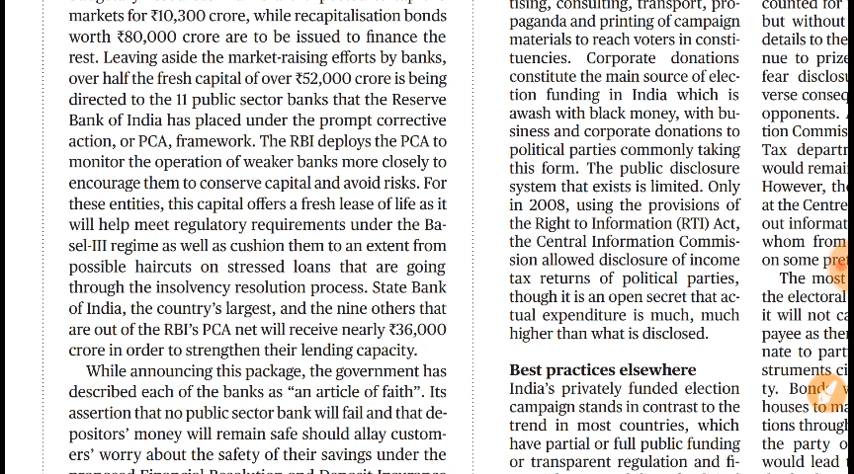 markets for ₹10,300 crore, while recapitalisation bonds
worth ₹80,000 crore are to be issued to finance the
rest. Leaving aside the market-raising efforts by banks,
over half the fresh capital of over ₹52,000 crore is being
directed to the 11 public sector banks that the Reserve
Bank of India has placed under the prompt corrective
action, or PCA, framework. The RBI deploys the PCA to
monitor the operation of weaker banks more closely to
encourage them to conserve capital and avoid risks. For
these entities, this capital offers a fresh lease of life as it
will help meet regulatory requirements under the Ba-
sel-III regime as well as cushion them to an extent from
possible haircuts on stressed loans that are going
through the insolvency resolution process. State Bank
of India, the country's largest, and the nine others that
are out of the RBI's PCA net will receive nearly ₹36,000
crore in order to strengthen their lending capacity.
While announcing this package, the government has
described each of the banks as “an article of faith”. Its
assertion that no public sector bank will fail and that de-
positors' money will remain safe should allay custom-
ers' worry about the safety of their savings under the
tising, consulting, transport, pro-
paganda and printing of campaign
materials to reach voters in consti-
tuencies. Corporate donations
constitute the main source of elec-
tion funding in India which is
awash with black money, with bu-
siness and corporate donations to
political parties commonly taking
this form. The public disclosure
system that exists is limited. Only
in 2008, using the provisions of
the Right to Information (RTI) Act,
the Central Information Commis-
sion allowed disclosure of income
tax returns of political parties,
though it is an open secret that ac-
tual expenditure is much, much
higher than what is disclosed.
Best practices elsewhere
India's privately funded election
campaign stands in contrast to the
trend in most countries, which
have partial or full public funding
or transparent regulation and fi-
counted for
but without
details to the
nue to prize
fear
verse
opponents.
tion Commis
Tax
would
However,
at the Centre
out
whom from
on some
The most
the electoral
it will not
payee as
nate to
struments
ty.
houses to
tions
the party
would lead